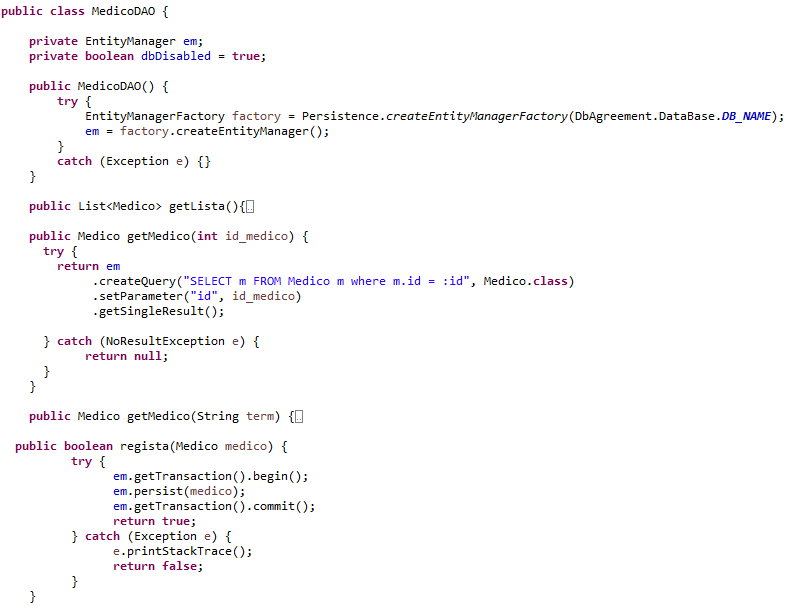 public class MedicoDAO {
private EntityManager em;
private boolean dbDisabled = true;
public MedicoDAO() {
try {
EntityManagerFactory factory = Persistence.createEntityManagerFactory(DbAgreement.DataBase.DB_NAME);
em = factory.createEntityManager();
}
catch (Exception e) {}
}
public List<Medico> getLista(){
public Medico getMedico(int id_medico) {
try {
return em
.createQuery("SELECT m FROM Medico m where m.id = :id", Medico.class)
.setParameter("id", id_medico)
.getSingleResult();
} catch (NoResultException e) {
return null;
}
}
public Medico getMedico(String term) {
public boolean regista(Medico medico) {
try {
em.getTransaction().begin();
em.persist(medico);
em.getTransaction().commit();
return true;
} catch (Exception e) {
e.printStackTrace();
return false;
}
}